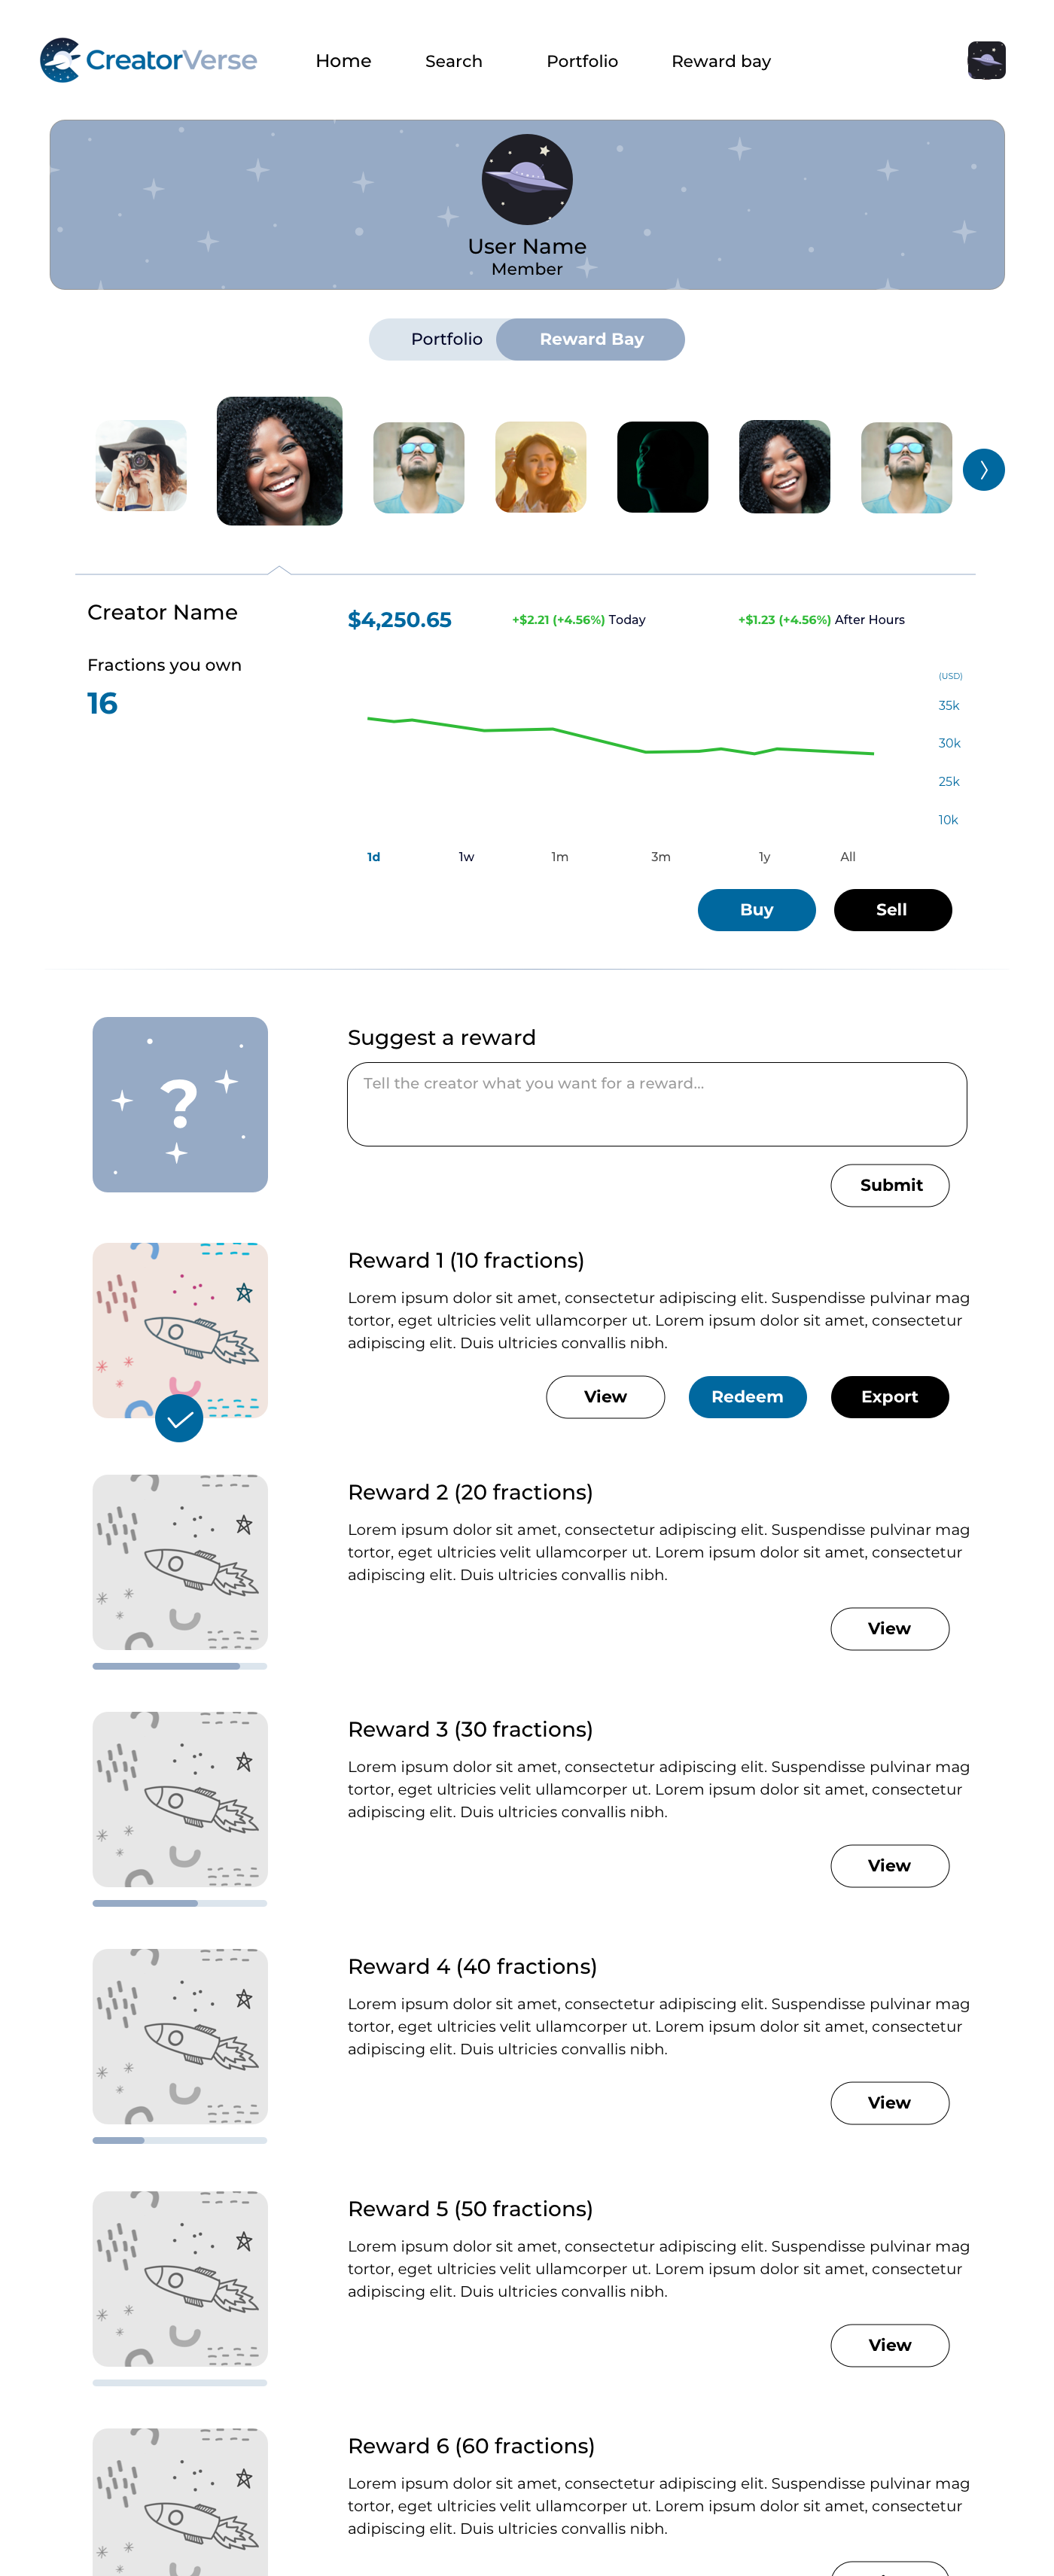 CreatorVerse
Home Search Portfolio Reward bay
User Name
Member
Portfolio Reward Bay
Creator Name
$4,250.65 +$2.21 (+4.56%) Today +$1.23 (+4.56%) After Hours
Fractions you own
16
(USD)
35k
30k
25k
10k
1d 1w 1m 3m 1y All
Buy Sell
?
Suggest a reward
Tell the creator what you want for a reward...
Submit
Reward 1 (10 fractions)
Lorem ipsum dolor sit amet, consectetur adipiscing elit. Suspendisse pulvinar mag
tortor, eget ultricies velit ullamcorper ut. Lorem ipsum dolor sit amet, consectetur
adipiscing elit. Duis ultricies convallis nibh.
View Redeem Export
Reward 2 (20 fractions)
Lorem ipsum dolor sit amet, consectetur adipiscing elit. Suspendisse pulvinar mag
tortor, eget ultricies velit ullamcorper ut. Lorem ipsum dolor sit amet, consectetur
adipiscing elit. Duis ultricies convallis nibh.
View
Reward 3 (30 fractions)
Lorem ipsum dolor sit amet, consectetur adipiscing elit. Suspendisse pulvinar mag
tortor, eget ultricies velit ullamcorper ut. Lorem ipsum dolor sit amet, consectetur
adipiscing elit. Duis ultricies convallis nibh.
View
Reward 4 (40 fractions)
Lorem ipsum dolor sit amet, consectetur adipiscing elit. Suspendisse pulvinar mag
tortor, eget ultricies velit ullamcorper ut. Lorem ipsum dolor sit amet, consectetur
adipiscing elit. Duis ultricies convallis nibh.
View
Reward 5 (50 fractions)
Lorem ipsum dolor sit amet, consectetur adipiscing elit. Suspendisse pulvinar mag
tortor, eget ultricies velit ullamcorper ut. Lorem ipsum dolor sit amet, consectetur
adipiscing elit. Duis ultricies convallis nibh.
View
Reward 6 (60 fractions)
Lorem ipsum dolor sit amet, consectetur adipiscing elit. Suspendisse pulvinar mag
tortor, eget ultricies velit ullamcorper ut. Lorem ipsum dolor sit amet, consectetur
adipiscing elit. Duis ultricies convallis nibh.